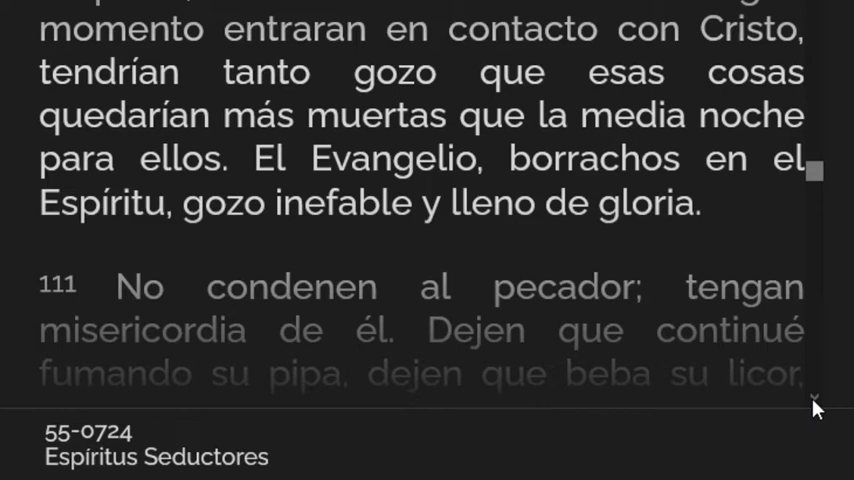 momento entraran en contacto con Cristo,
tendrían tanto gozo que esas cosas
quedarían más muertas que la media noche
para ellos. El Evangelio, borrachos en el
Espíritu, gozo inefable y lleno de gloria.
111 No condenen al pecador; tengan
misericordia de él. Dejen que continué
fumando su pipa, dejen que beba su licor,
55-0724
Espíritus Seductores